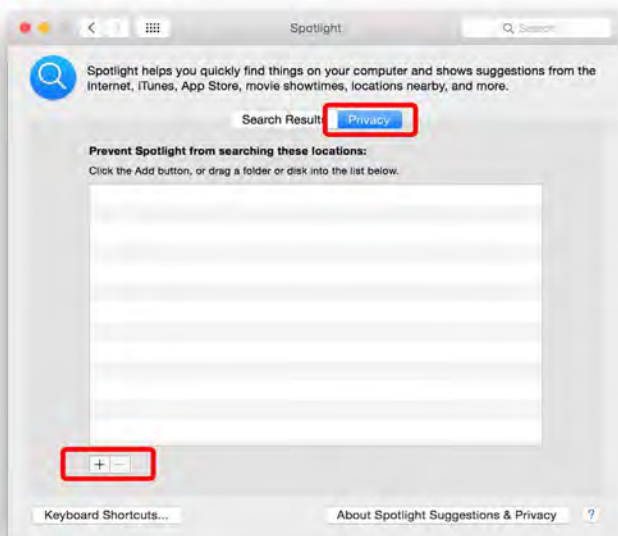 Spotlight
Search
Spotlight helps you quickly find things on your computer and shows suggestions from the
Internet, iTunes, App Store, movie showtimes, locations nearby, and more.
Search Results Privacy
Prevent Spotlight from searching these locations:
Click the Add button, or drag a folder or disk into the list below.
+ −
Keyboard Shortcuts... About Spotlight Suggestions & Privacy ?